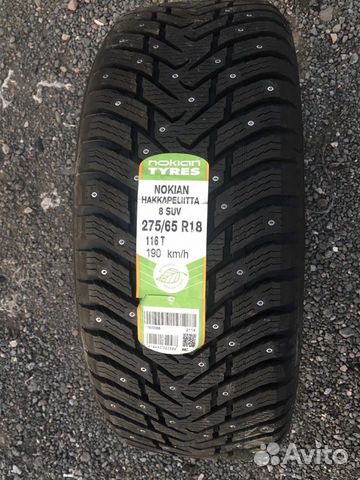 nokian
TYRES
NOKIAN
HAKKAPELIITTA
8 SUV
275/65 R18
116 T
190 km/h
Avito